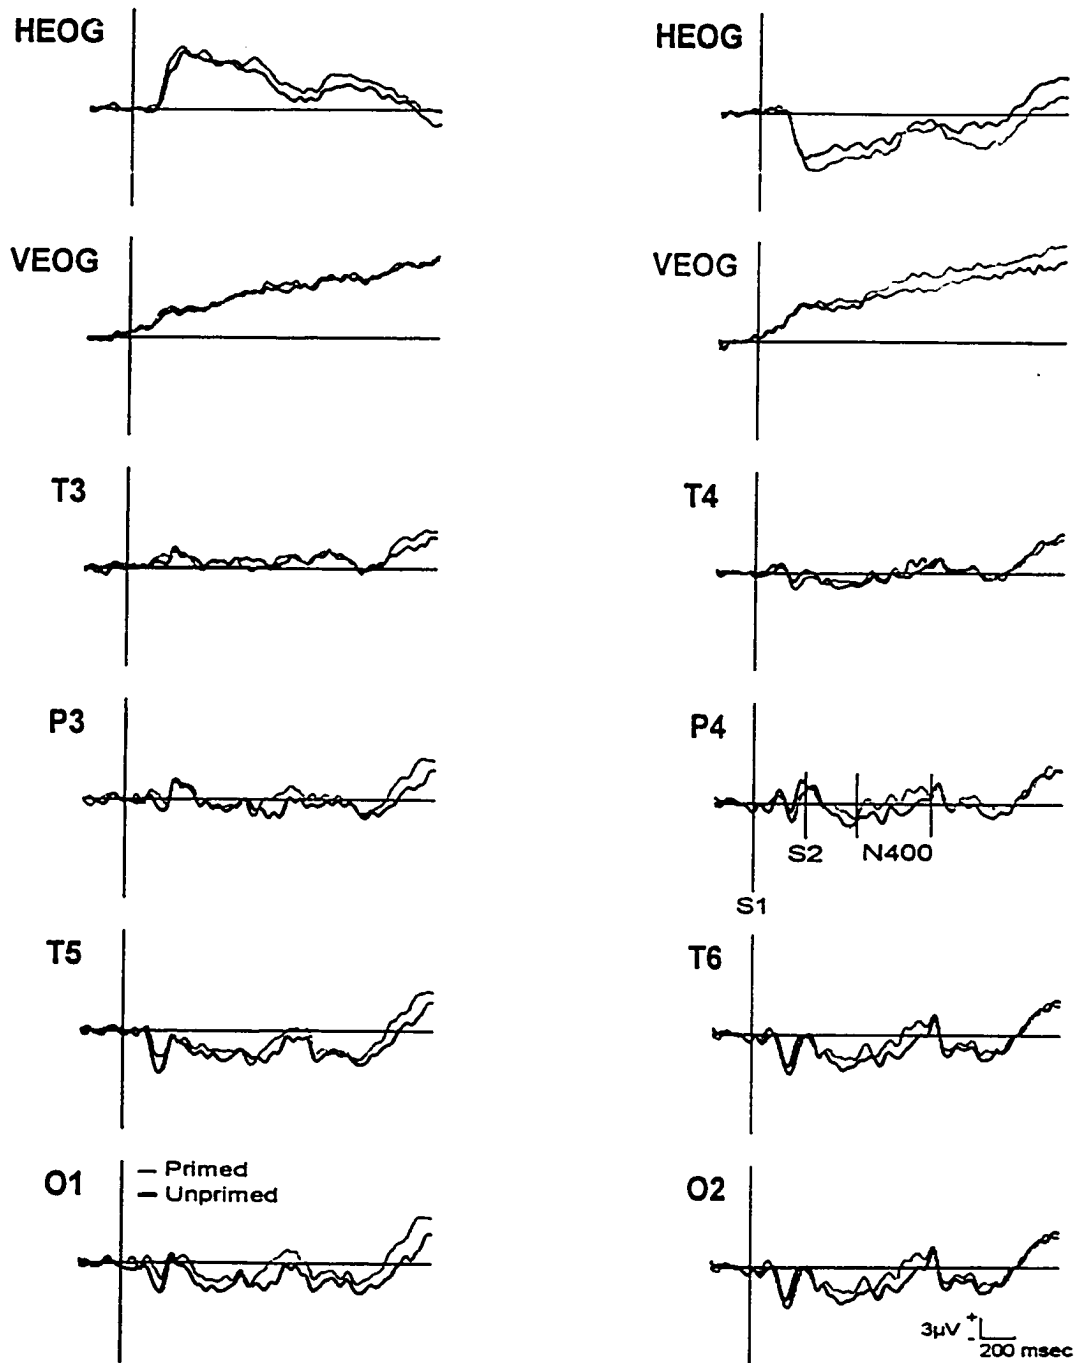 HEOG
HEOG
VEOG
VEOG
T3
T4
P3
P4
S2
N400
S1
T5
T6
O1
— Primed
— Unprimed
O2
3µV
+
-
200 msec